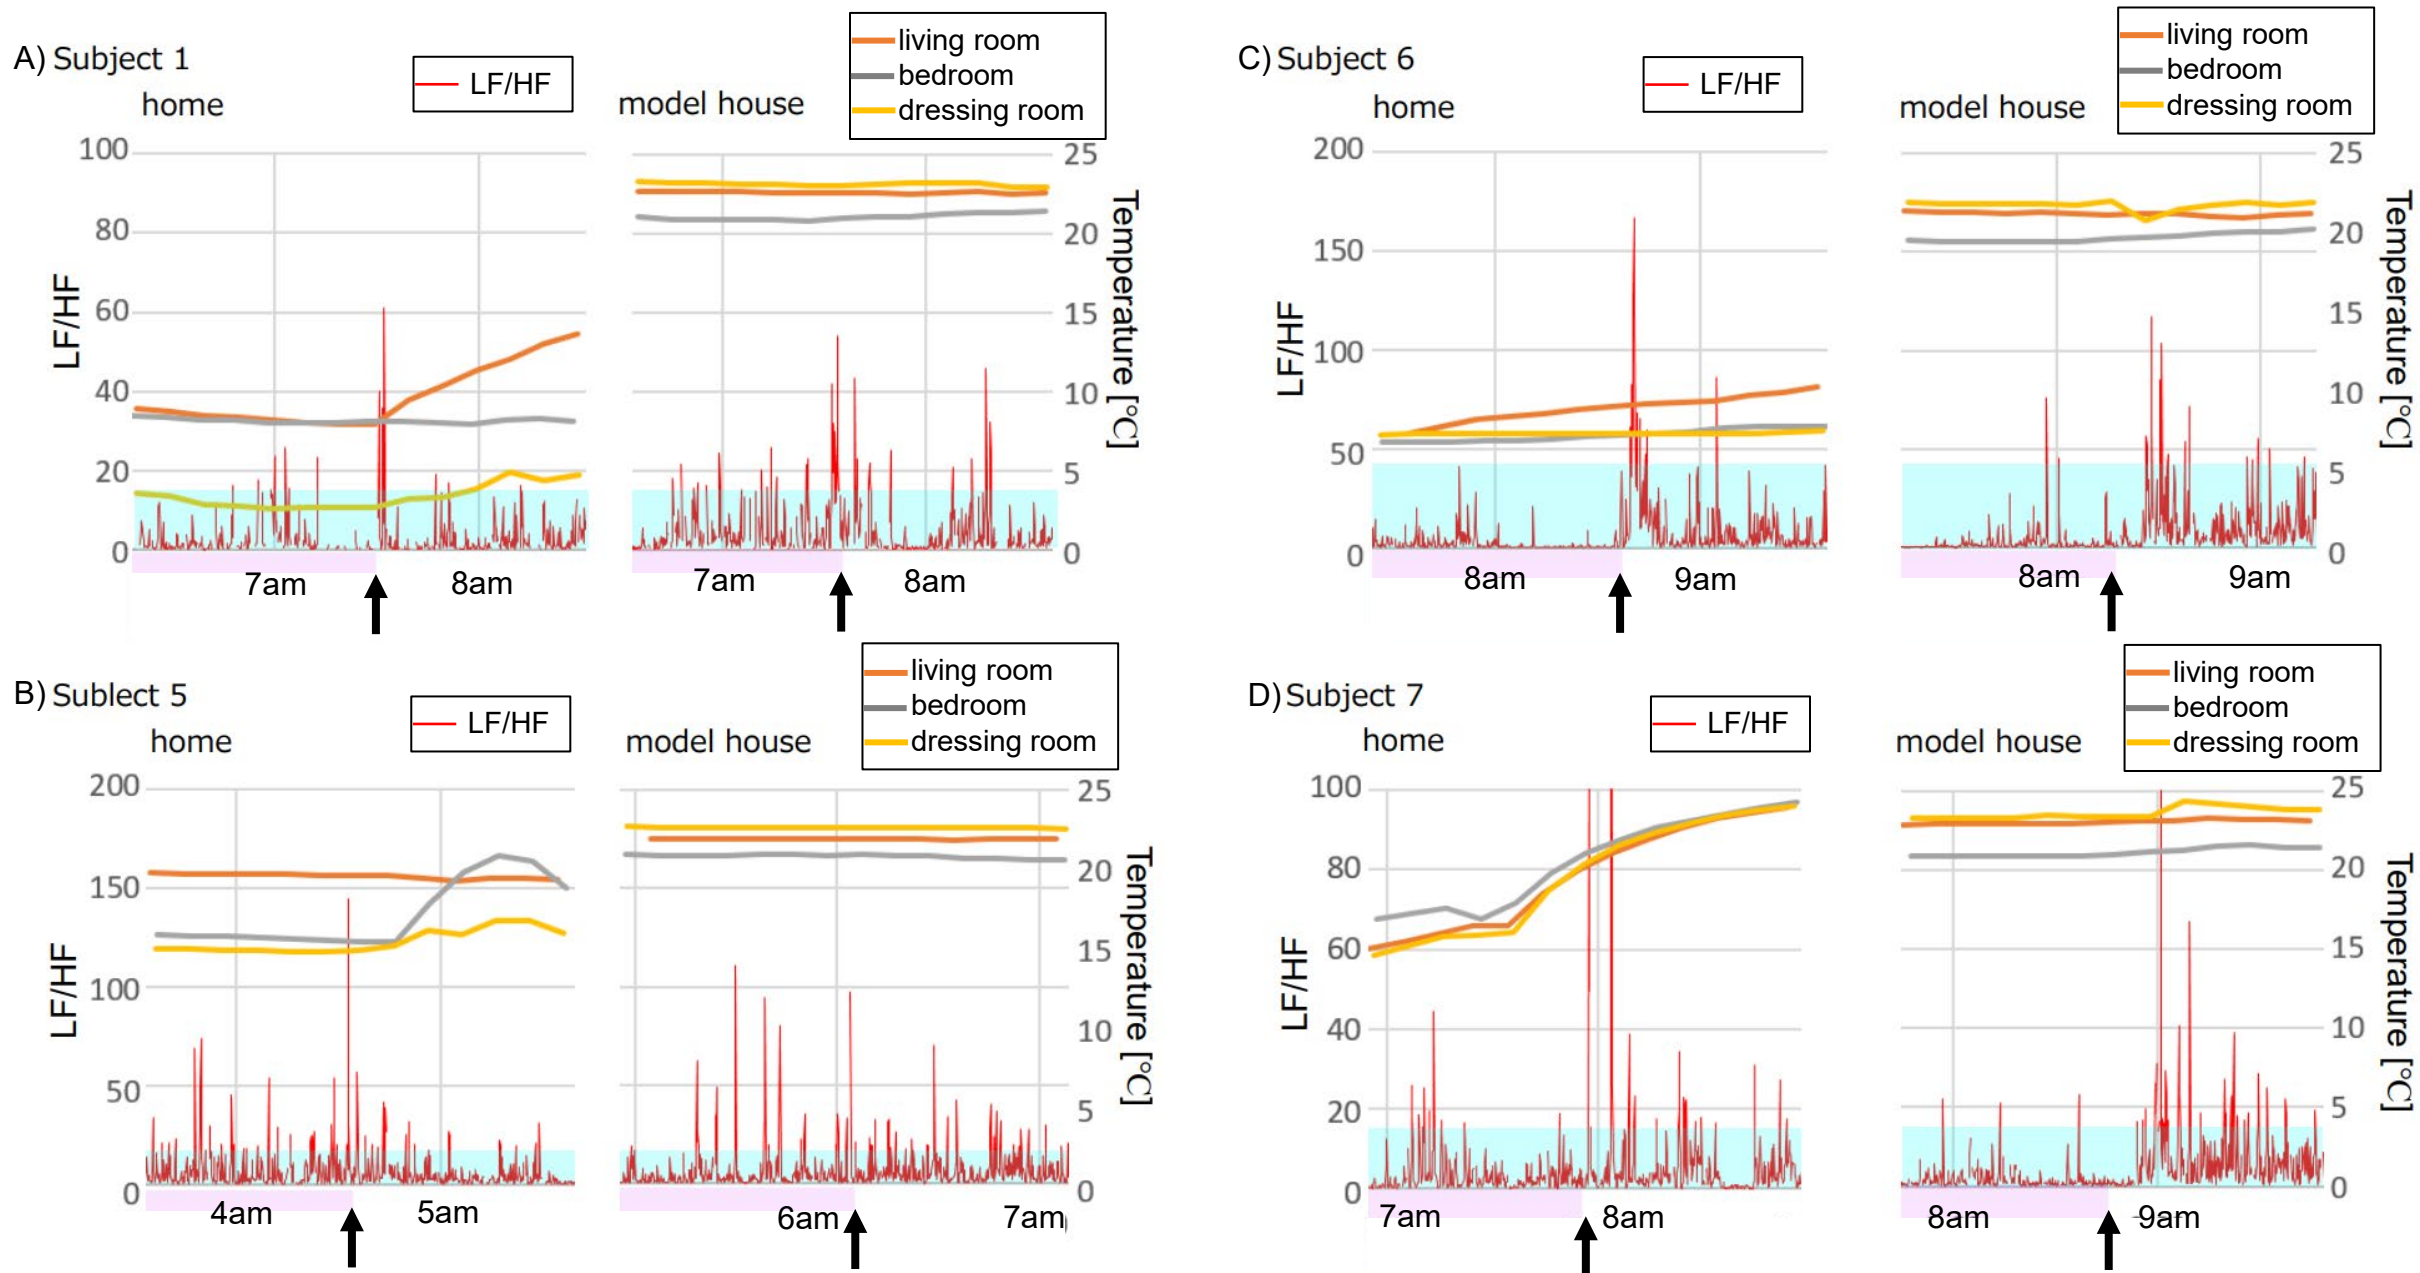 A) Subject 1
home
LF/HF
model house
living room
bedroom
dressing room
100
80
60
40
20
0
LF/HF
25
20
15
10
5
0
Temperature [℃]
7am
8am
7am
8am
C) Subject 6
home
LF/HF
model house
living room
bedroom
dressing room
200
150
100
50
0
LF/HF
25
20
15
10
5
0
Temperature [℃]
8am
9am
8am
9am
B) Sublect 5
home
LF/HF
model house
living room
bedroom
dressing room
200
150
100
50
0
LF/HF
25
20
15
10
5
0
Temperature [℃]
4am
5am
6am
7am
D) Subject 7
home
LF/HF
model house
living room
bedroom
dressing room
100
80
60
40
20
0
LF/HF
25
20
15
10
5
0
Temperature [℃]
7am
8am
8am
9am